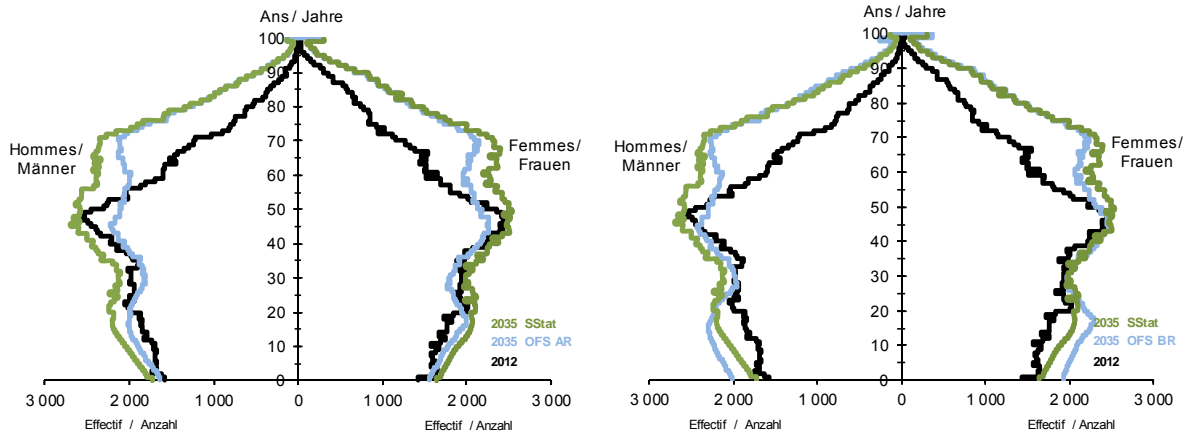 Ans / Jahre
100
90
80
70
60
50
40
30
20
10
0
Hommes/
Männer
Femmes/
Frauen
2035 SStat
2035 OFS AR
2012
3 000 2 000 1 000 0 1 000 2 000 3 000
Effectif / Anzahl Effectif / Anzahl
Ans / Jahre
100
90
80
70
60
50
40
30
20
10
0
Hommes/
Männer
Femmes/
Frauen
2035 SStat
2035 OFS BR
2012
3 000 2 000 1 000 0 1 000 2 000 3 000
Effectif / Anzahl Effectif / Anzahl